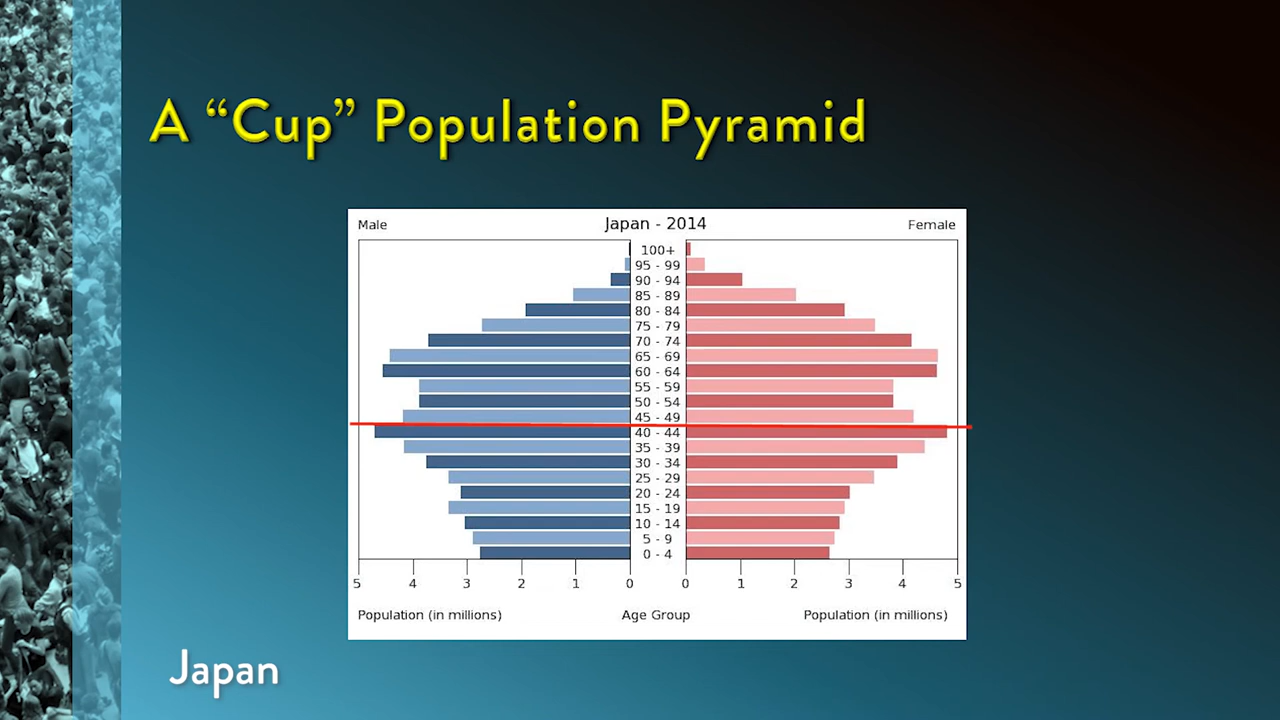 A “Cup” Population Pyramid
Male Japan - 2014 Female
100+
95 - 99
90 - 94
85 - 89
80 - 84
75 - 79
70 - 74
65 - 69
60 - 64
55 - 59
50 - 54
45 - 49
40 - 44
35 - 39
30 - 34
25 - 29
20 - 24
15 - 19
10 - 14
5 - 9
0 - 4
5 4 3 2 1 0 0 1 2 3 4 5
Population (in millions) Age Group Population (in millions)
Japan